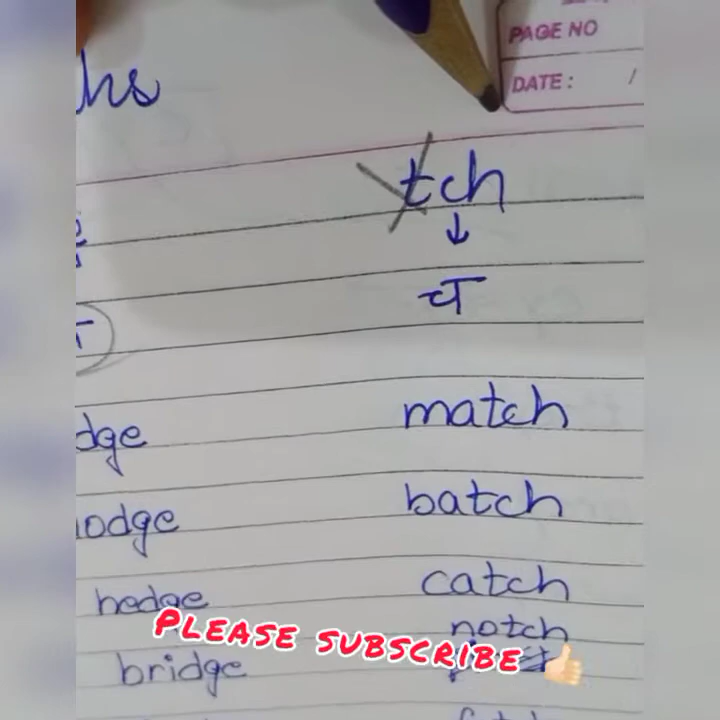 PAGE NO
DATE: /
hs
tch
↓
च
dge match
odge batch
hedge catch
notch
PLEASE SUBSCRIBE 👍
bridge